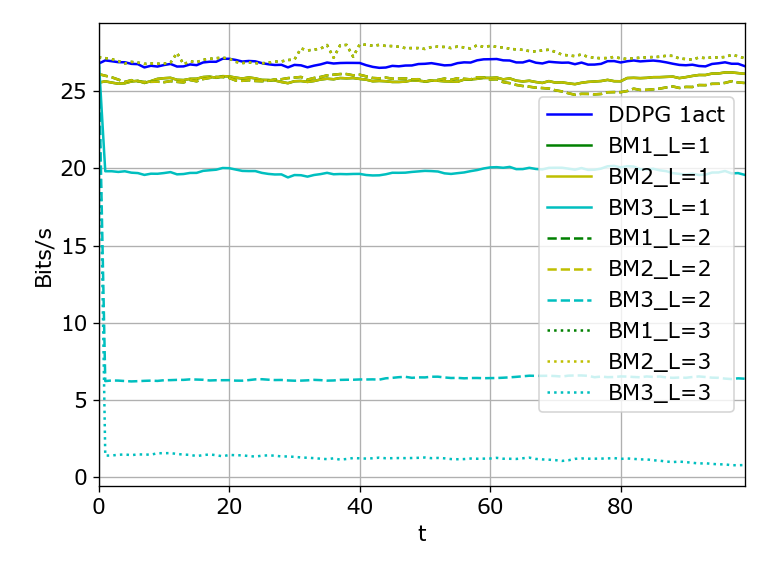 Bits/s
25
20
15
10
5
0
0 20 40 60 80
t
DDPG 1act
BM1_L=1
BM2_L=1
BM3_L=1
BM1_L=2
BM2_L=2
BM3_L=2
BM1_L=3
BM2_L=3
BM3_L=3